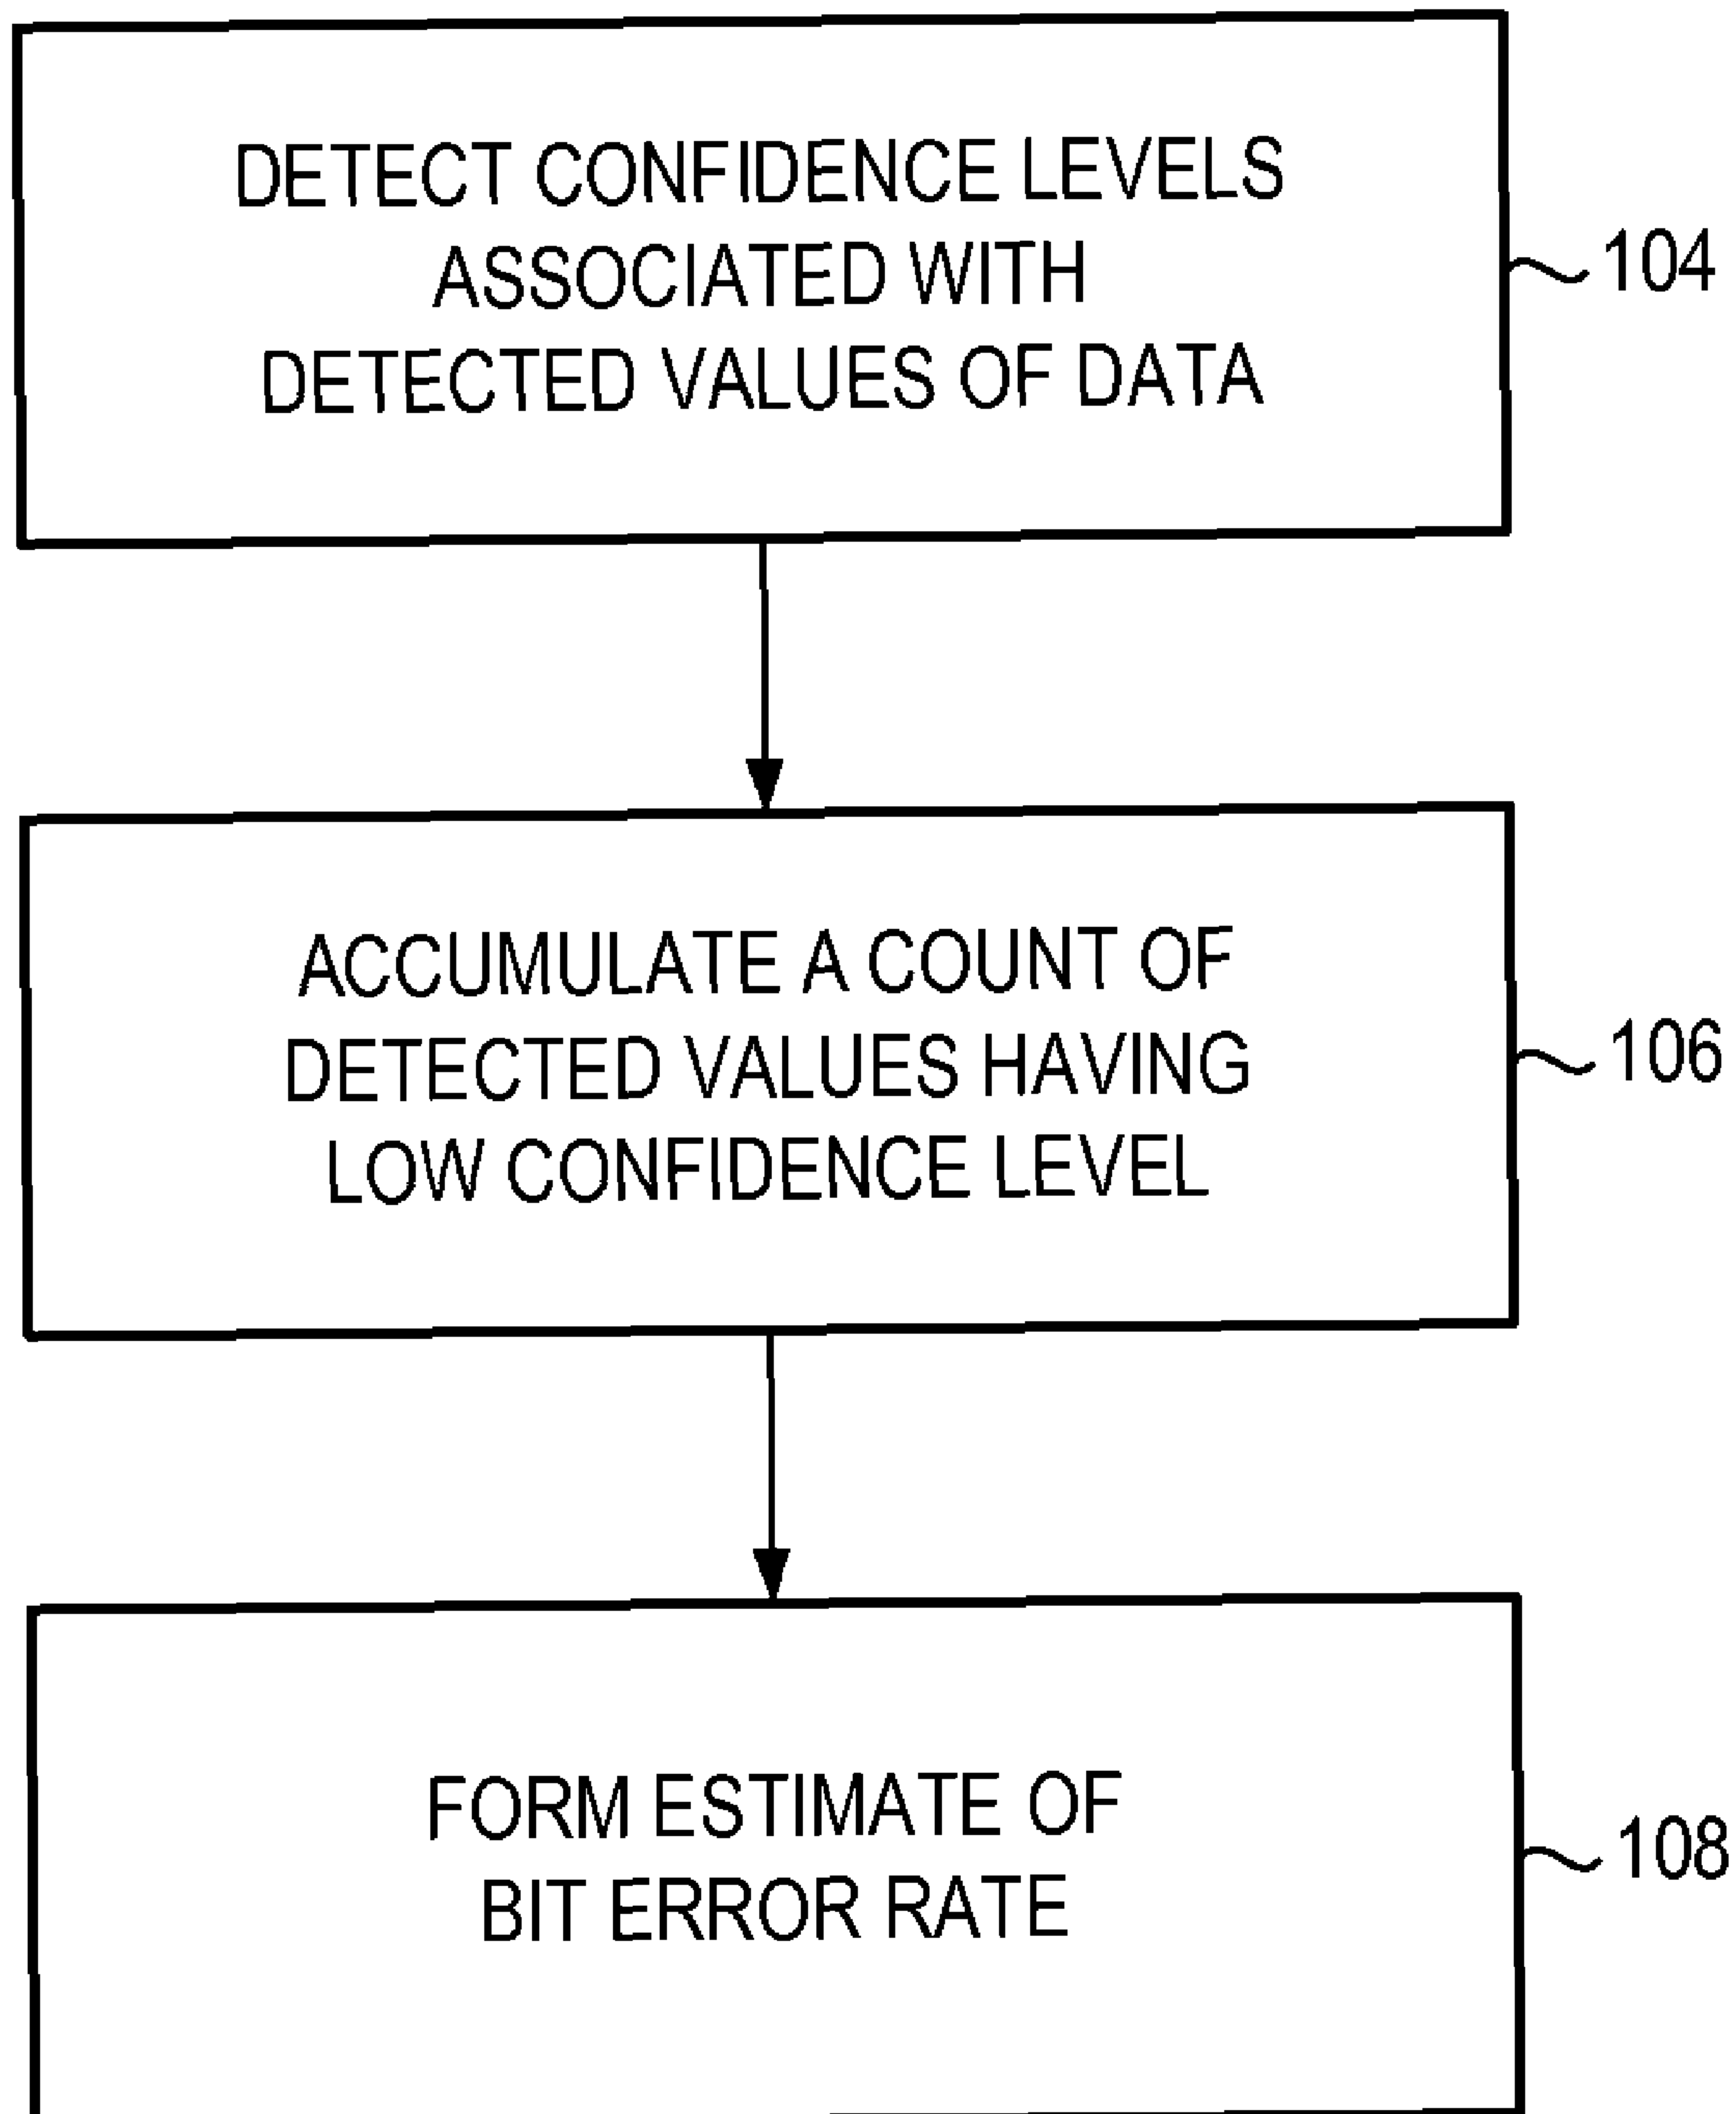 DETECT CONFIDENCE LEVELS
ASSOCIATED WITH
DETECTED VALUES OF DATA
104
ACCUMULATE A COUNT OF
DETECTED VALUES HAVING
LOW CONFIDENCE LEVEL
106
FORM ESTIMATE OF
BIT ERROR RATE
108